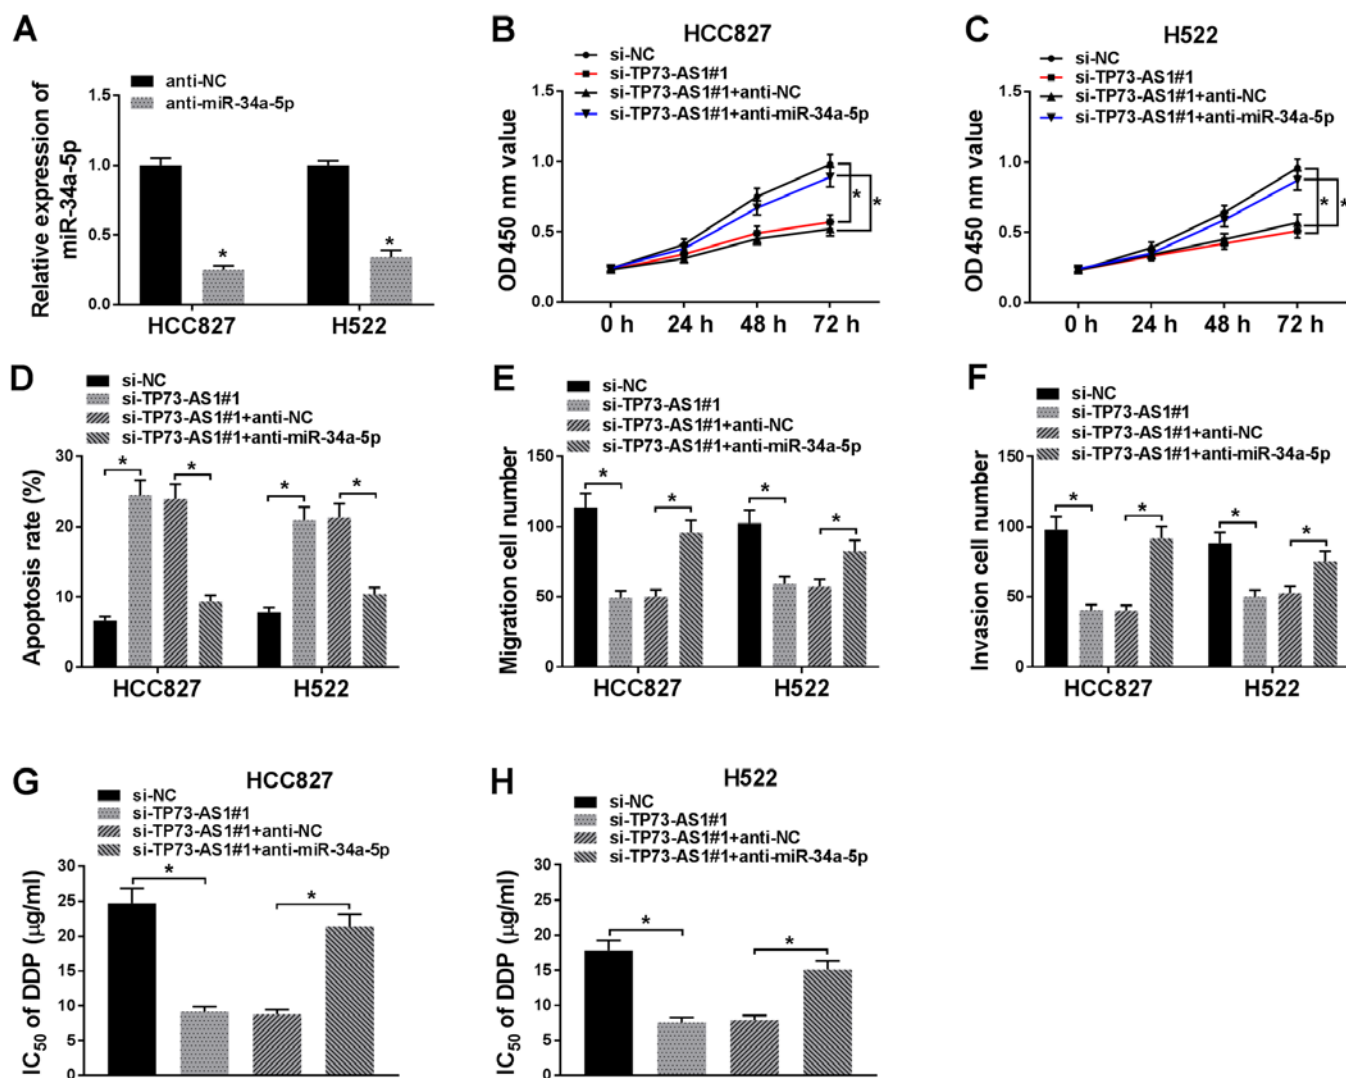 A
anti-NC
anti-miR-34a-5p
Relative expression of
miR-34a-5p
1.5
1.0
0.5
0.0
*
*
HCC827
H522
B
HCC827
si-NC
si-TP73-AS1#1
si-TP73-AS1#1+anti-NC
si-TP73-AS1#1+anti-miR-34a-5p
OD 450 nm value
1.5
1.0
0.5
0.0
*
*
0 h
24 h
48 h
72 h
C
H522
si-NC
si-TP73-AS1#1
si-TP73-AS1#1+anti-NC
si-TP73-AS1#1+anti-miR-34a-5p
OD 450 nm value
1.5
1.0
0.5
0.0
*
*
0 h
24 h
48 h
72 h
D
si-NC
si-TP73-AS1#1
si-TP73-AS1#1+anti-NC
si-TP73-AS1#1+anti-miR-34a-5p
Apoptosis rate (%)
30
20
10
0
*
*
*
*
HCC827
H522
E
si-NC
si-TP73-AS1#1
si-TP73-AS1#1+anti-NC
si-TP73-AS1#1+anti-miR-34a-5p
Migration cell number
150
100
50
0
*
*
*
*
HCC827
H522
F
si-NC
si-TP73-AS1#1
si-TP73-AS1#1+anti-NC
si-TP73-AS1#1+anti-miR-34a-5p
Invasion cell number
150
100
50
0
*
*
*
*
HCC827
H522
G
HCC827
si-NC
si-TP73-AS1#1
si-TP73-AS1#1+anti-NC
si-TP73-AS1#1+anti-miR-34a-5p
IC50 of DDP (μg/ml)
30
25
20
15
10
5
0
*
*
H
H522
si-NC
si-TP73-AS1#1
si-TP73-AS1#1+anti-NC
si-TP73-AS1#1+anti-miR-34a-5p
IC50 of DDP (μg/ml)
30
25
20
15
10
5
0
*
*